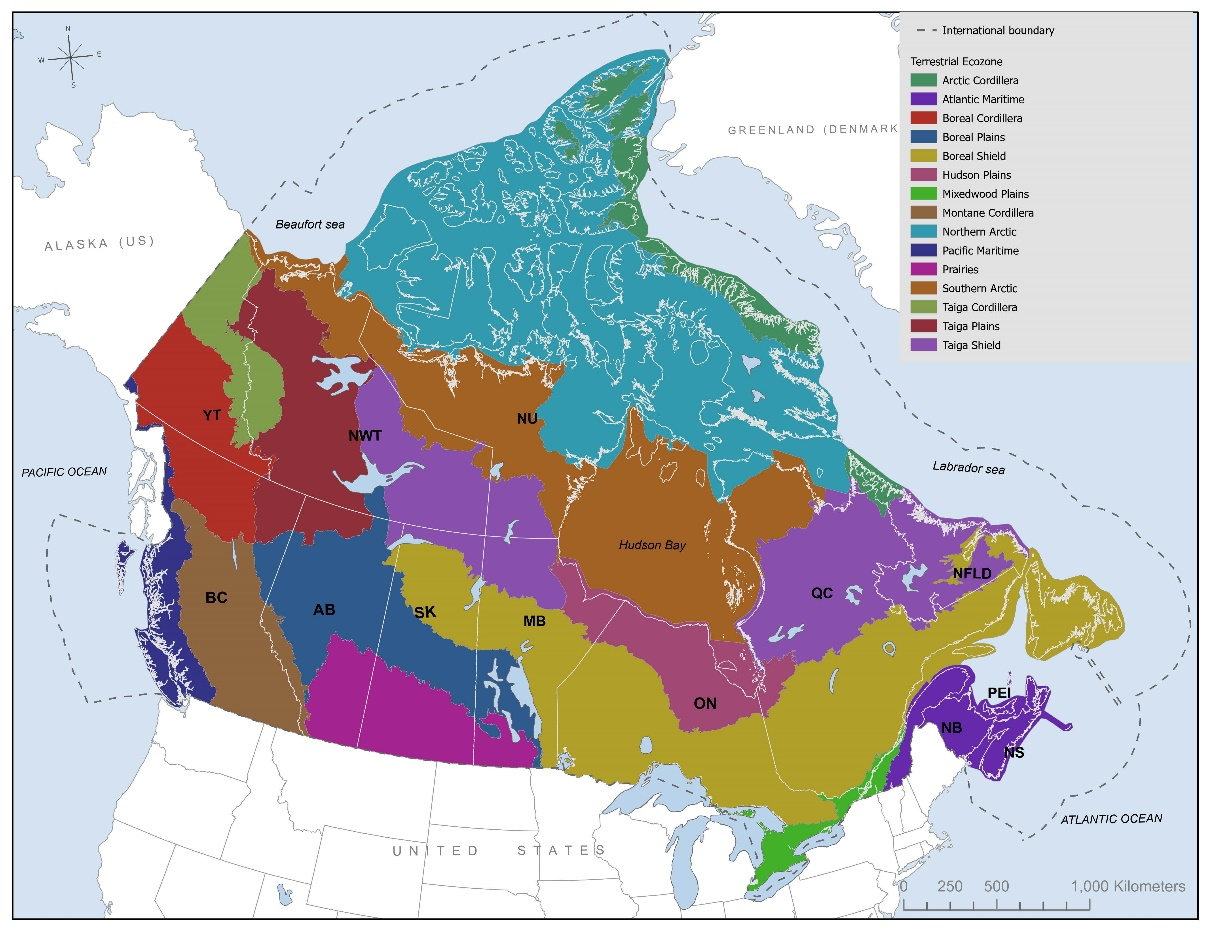 N
W
E
S
International boundary
Terrestrial Ecozone
Arctic Cordillera
Atlantic Maritime
Boreal Cordillera
Boreal Plains
Boreal Shield
Hudson Plains
Mixedwood Plains
Montane Cordillera
Northern Arctic
Pacific Maritime
Prairies
Southern Arctic
Taiga Cordillera
Taiga Plains
Taiga Shield
GREENLAND (DENMARK
Beaufort sea
ALASKA (US)
YT
NU
NWT
PACIFIC OCEAN
Labrador sea
Hudson Bay
NFLD
QC
BC
AB
SK
MB
ON
PEI
NB
NS
ATLANTIC OCEAN
UNITED STATES
0 250 500 1,000 Kilometers